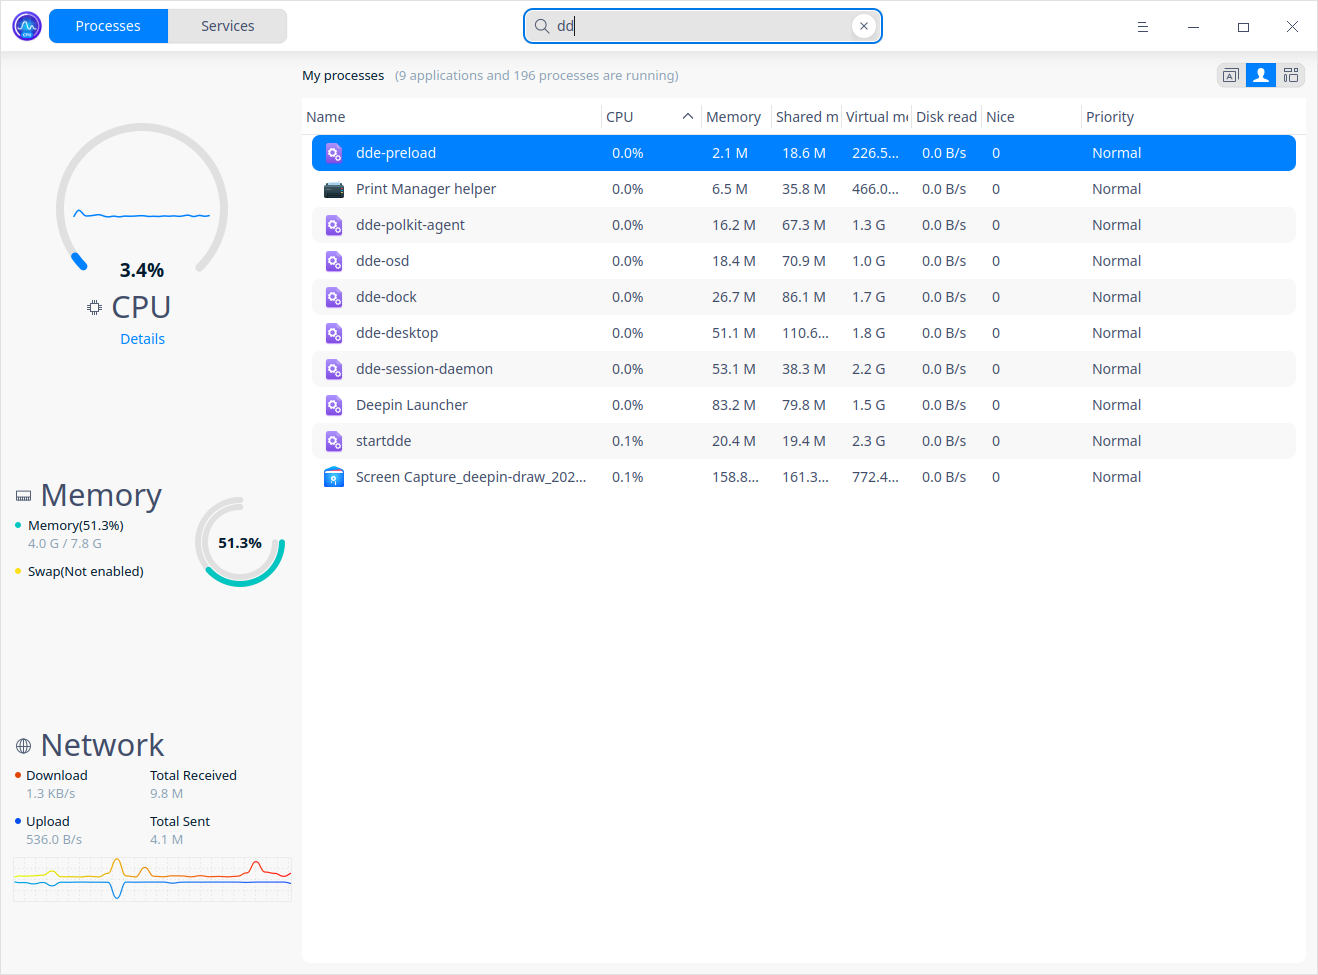 Processes Services dd
My processes (9 applications and 196 processes are running)
Name CPU Memory Shared m Virtual me Disk read Nice Priority
dde-preload 0.0% 2.1 M 18.6 M 226.5... 0.0 B/s 0 Normal
Print Manager helper 0.0% 6.5 M 35.8 M 466.0... 0.0 B/s 0 Normal
dde-polkit-agent 0.0% 16.2 M 67.3 M 1.3 G 0.0 B/s 0 Normal
dde-osd 0.0% 18.4 M 70.9 M 1.0 G 0.0 B/s 0 Normal
dde-dock 0.0% 26.7 M 86.1 M 1.7 G 0.0 B/s 0 Normal
dde-desktop 0.0% 51.1 M 110.6... 1.8 G 0.0 B/s 0 Normal
dde-session-daemon 0.0% 53.1 M 38.3 M 2.2 G 0.0 B/s 0 Normal
Deepin Launcher 0.0% 83.2 M 79.8 M 1.5 G 0.0 B/s 0 Normal
startdde 0.1% 20.4 M 19.4 M 2.3 G 0.0 B/s 0 Normal
Screen Capture_deepin-draw_202... 0.1% 158.8... 161.3... 772.4... 0.0 B/s 0 Normal
3.4%
CPU
Details
Memory
Memory(51.3%)
4.0 G / 7.8 G
Swap(Not enabled)
51.3%
Network
Download Total Received
1.3 KB/s 9.8 M
Upload Total Sent
536.0 B/s 4.1 M